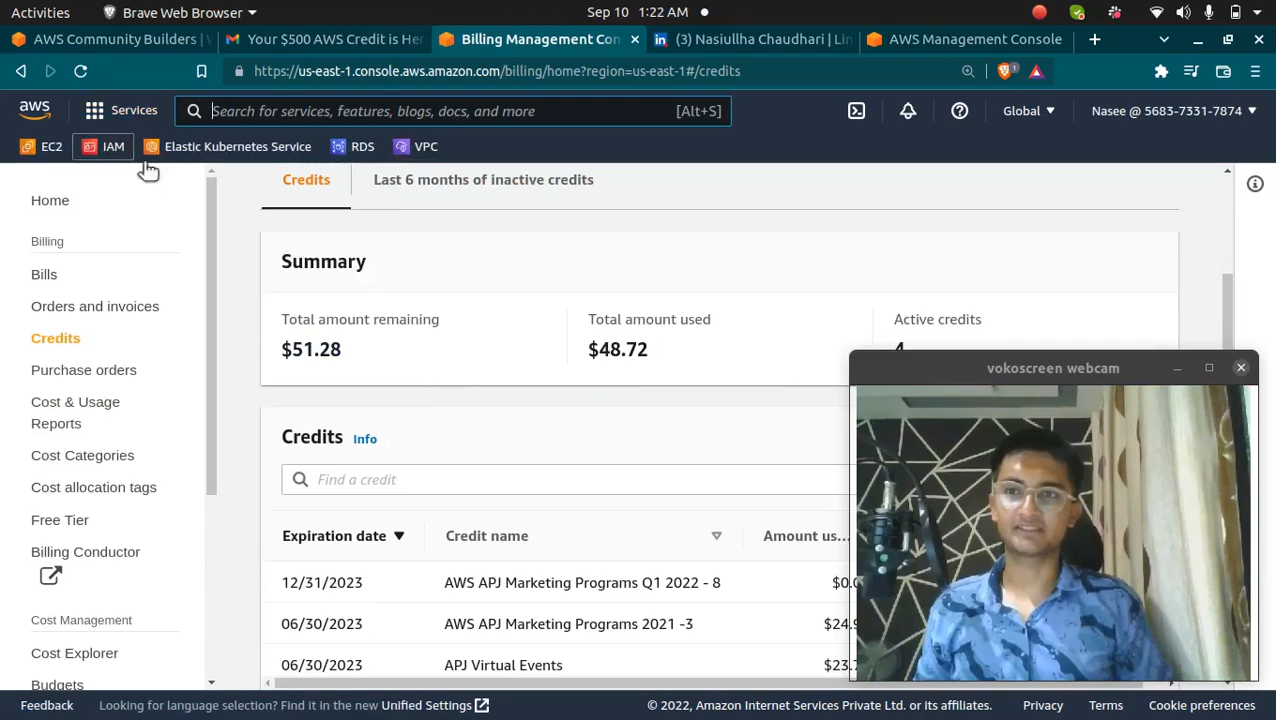 Activities Brave Web Browser Sep 10 1:22 AM
AWS Community Builders | Your $500 AWS Credit is Her Billing Management Con (3) Nasiullha Chaudhari | Lin AWS Management Console
https://us-east-1.console.aws.amazon.com/billing/home?region=us-east-1#/credits 1
aws Services Search for services, features, blogs, docs, and more [Alt+S] Global Nasee @ 5683-7331-7874
EC2 IAM Elastic Kubernetes Service RDS VPC
Home
Billing
Bills
Orders and invoices
Credits
Purchase orders
Cost & Usage
Reports
Cost Categories
Cost allocation tags
Free Tier
Billing Conductor
Cost Management
Cost Explorer
Budgets
Credits Last 6 months of inactive credits
Summary
Total amount remaining Total amount used Active credits
$51.28 $48.72 4
Credits Info
Find a credit
Expiration date Credit name Amount us...
12/31/2023 AWS APJ Marketing Programs Q1 2022 - 8
06/30/2023 AWS APJ Marketing Programs 2021 -3
06/30/2023 APJ Virtual Events
vokoscreen webcam
Feedback Looking for language selection? Find it in the new Unified Settings © 2022, Amazon Internet Services Private Ltd. or its affiliates. Privacy Terms Cookie preferences